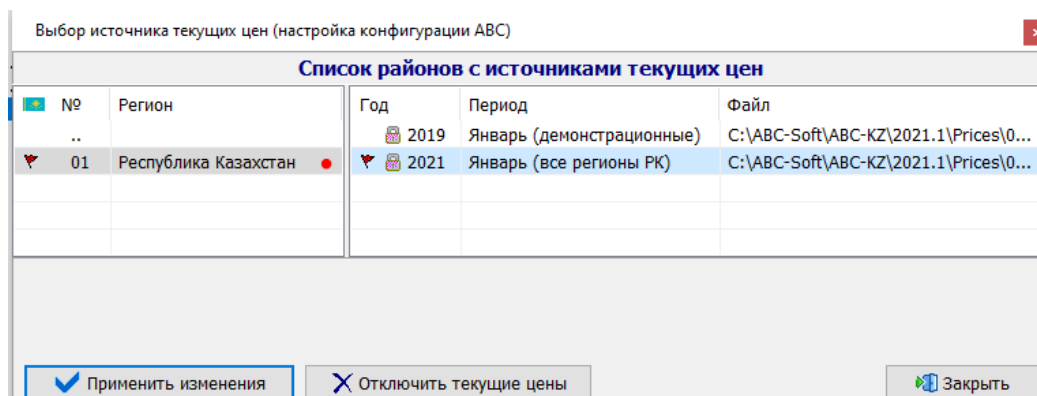 Выбор источника текущих цен (настройка конфигурации АВС)
Список районов с источниками текущих цен
№ Регион Год Период Файл
.. 2019 Январь (демонстрационные) C:\ABC-Soft\ABC-KZ\2021.1\Prices\0...
01 Республика Казахстан 2021 Январь (все регионы РК) C:\ABC-Soft\ABC-KZ\2021.1\Prices\0...
Применить изменения Отключить текущие цены Закрыть